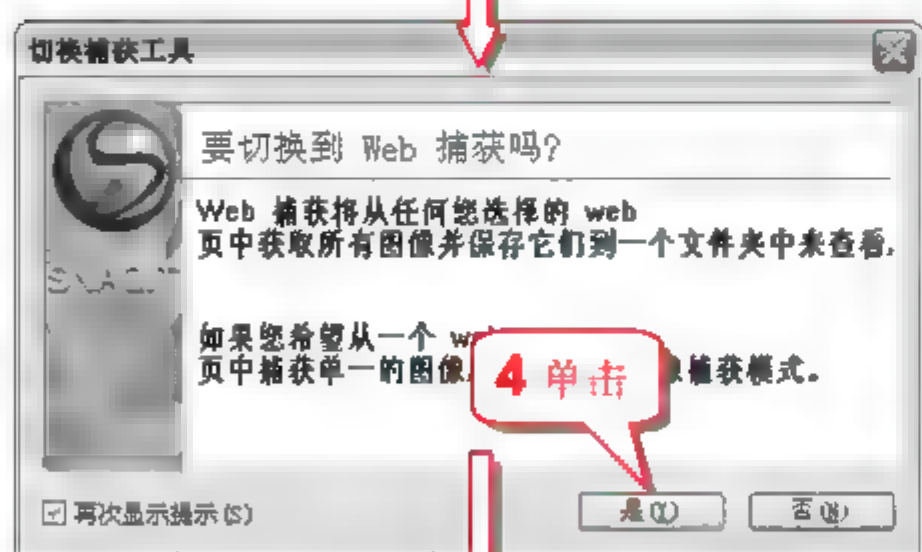 切换捕获工具
要切换到 Web 捕获吗?
Web 捕获将从任何您选择的 web
页中获取所有图像并保存它们到一个文件夹中来查看.
SNAGIT
如果您希望从一个 we
页中捕获单一的图像, 捕获模式。
4 单击
再次显示提示(S)
是(Y)
否(N)